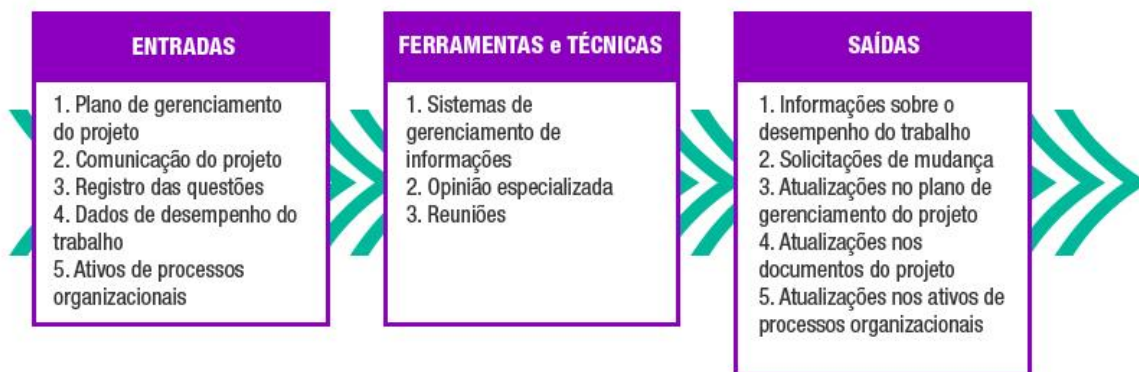 ENTRADAS
1. Plano de gerenciamento
do projeto
2. Comunicação do projeto
3. Registro das questões
4. Dados de desempenho do
trabalho
5. Ativos de processos
organizacionais
FERRAMENTAS e TÉCNICAS
1. Sistemas de
gerenciamento de
informações
2. Opinião especializada
3. Reuniões
SAÍDAS
1. Informações sobre o
desempenho do trabalho
2. Solicitações de mudança
3. Atualizações no plano de
gerenciamento do projeto
4. Atualizações nos
documentos do projeto
5. Atualizações nos ativos de
processos organizacionais